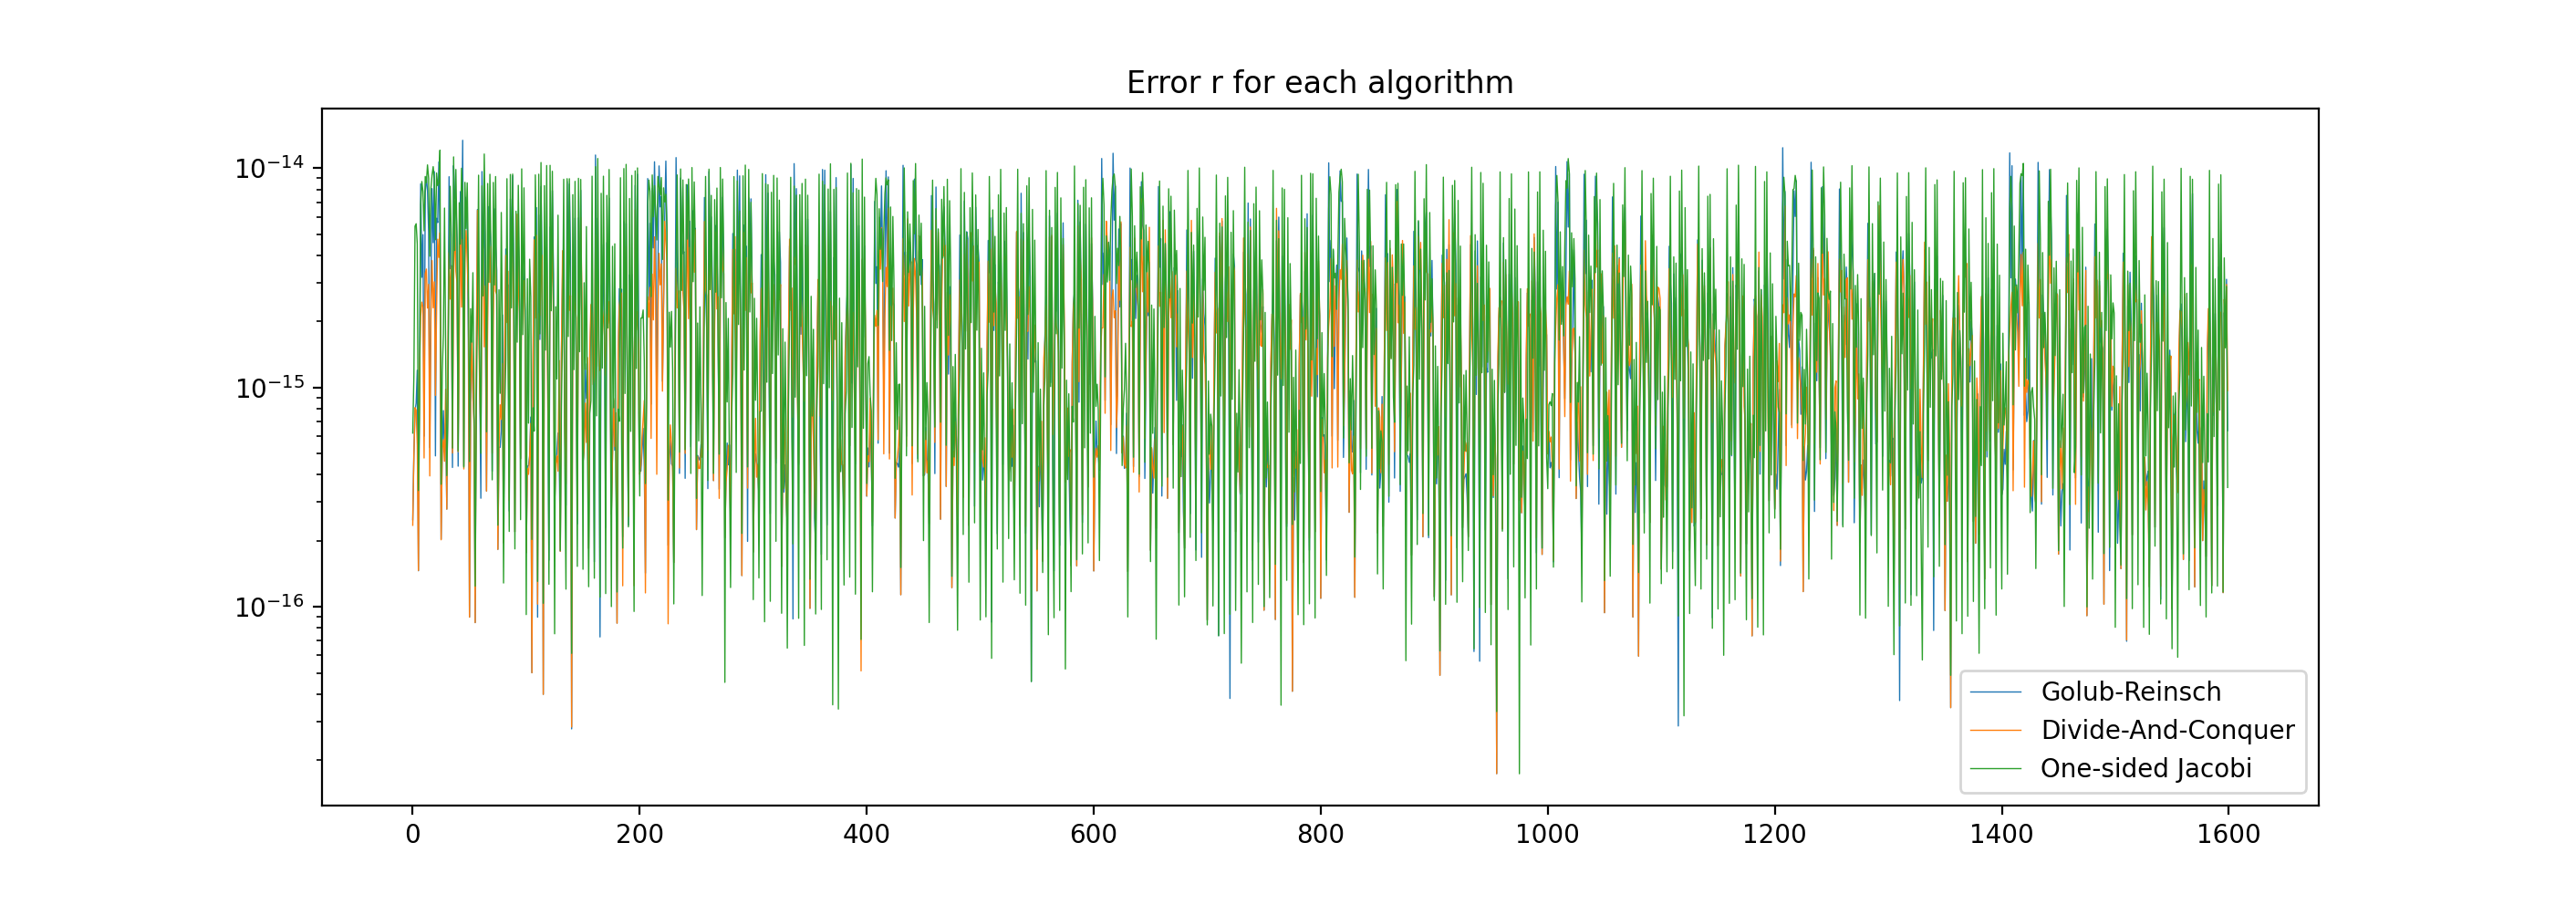 Error r for each algorithm
10⁻¹⁴
10⁻¹⁵
10⁻¹⁶
Golub-Reinsch
Divide-And-Conquer
One-sided Jacobi
0 200 400 600 800 1000 1200 1400 1600